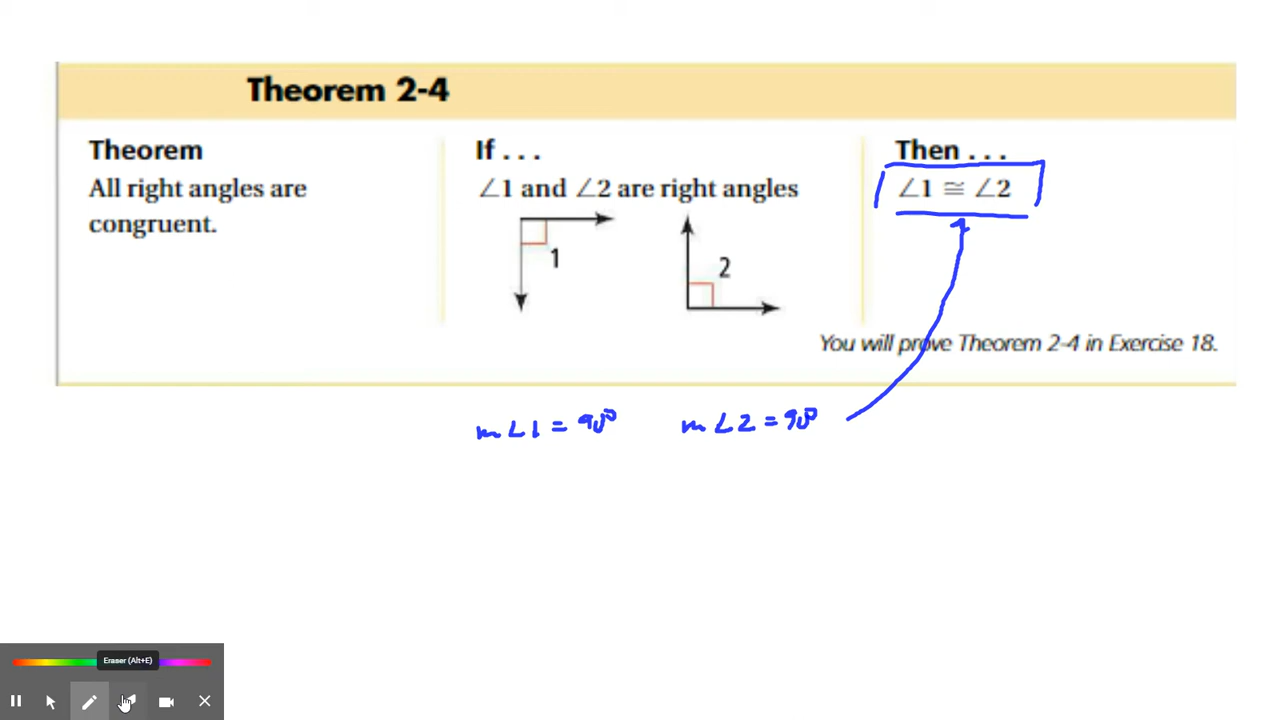 Theorem 2-4
Theorem
All right angles are
congruent.
If . . .
∠1 and ∠2 are right angles
1
2
Then . . .
∠1 ≅ ∠2
You will prove Theorem 2-4 in Exercise 18.
m∠1 = 90° m∠2 = 90°
Eraser (Alt+E)